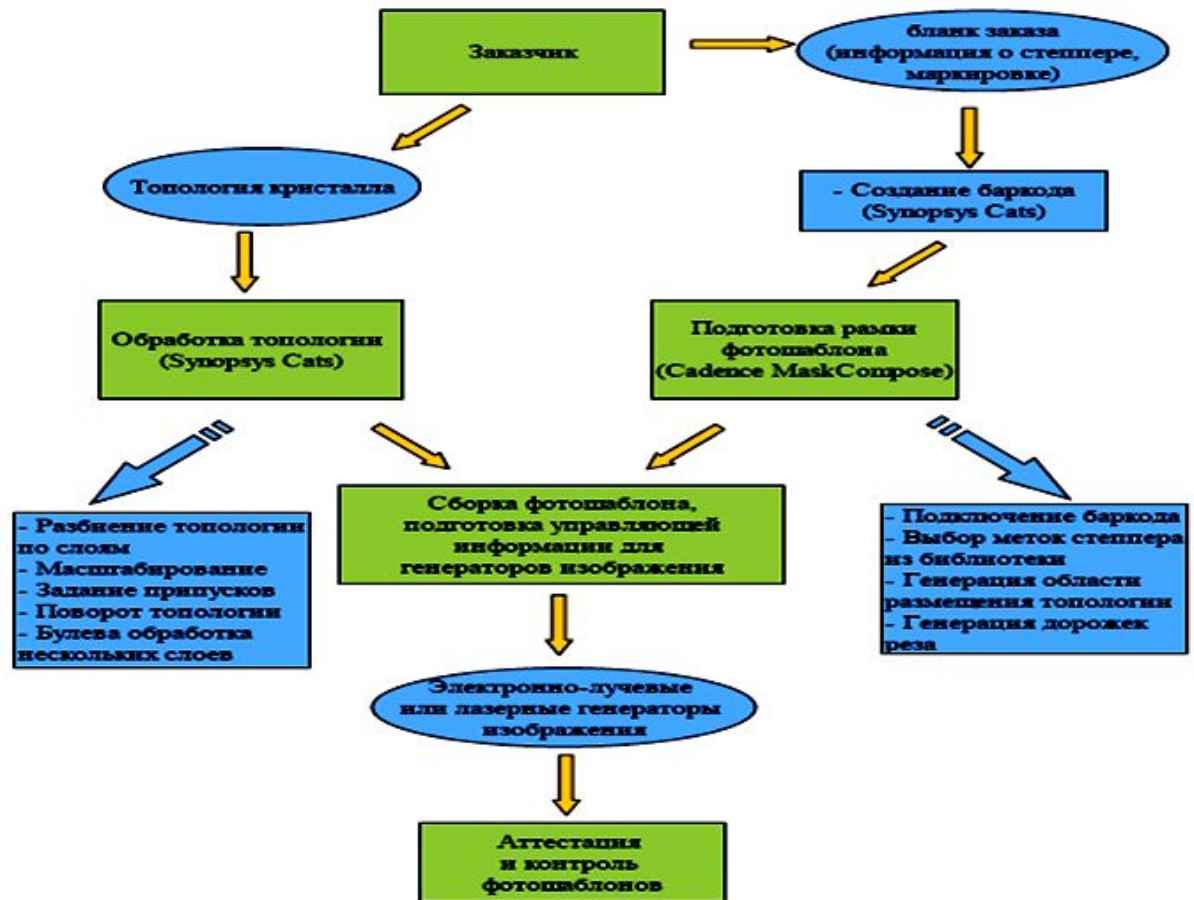 Заказчик
бланк заказа
(информация о степпере,
маркировке)
Топология кристалла
- Создание баркода
(Synopsys Cats)
Обработка топологии
(Synopsys Cats)
Подготовка рамки
фотошаблона
(Cadence MaskCompose)
Сборка фотошаблона,
подготовка управляющей
информации для
генераторов изображения
- Разбиение топологии
по слоям
- Масштабирование
- Задание припусков
- Поворот топологии
- Булева обработка
нескольких слоев
- Подключение баркода
- Выбор меток степпера
из библиотеки
- Генерация области
размещения топологии
- Генерация дорожек
реза
Электронно-лучевые
или лазерные генераторы
изображения
Аттестация
и контроль
фотошаблонов